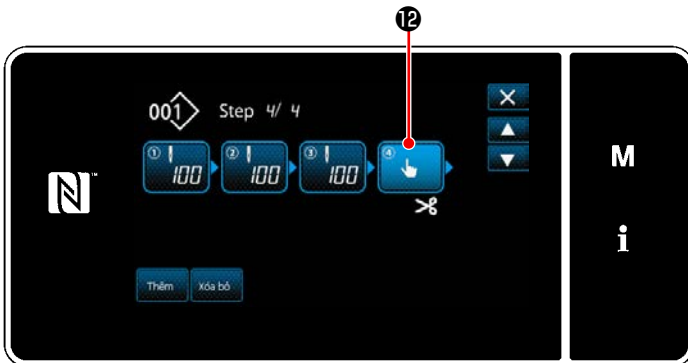 ⓬
001 Step 4/ 4
① 100 ② 100 ③ 100 ④
M
i
Thêm Xóa bỏ